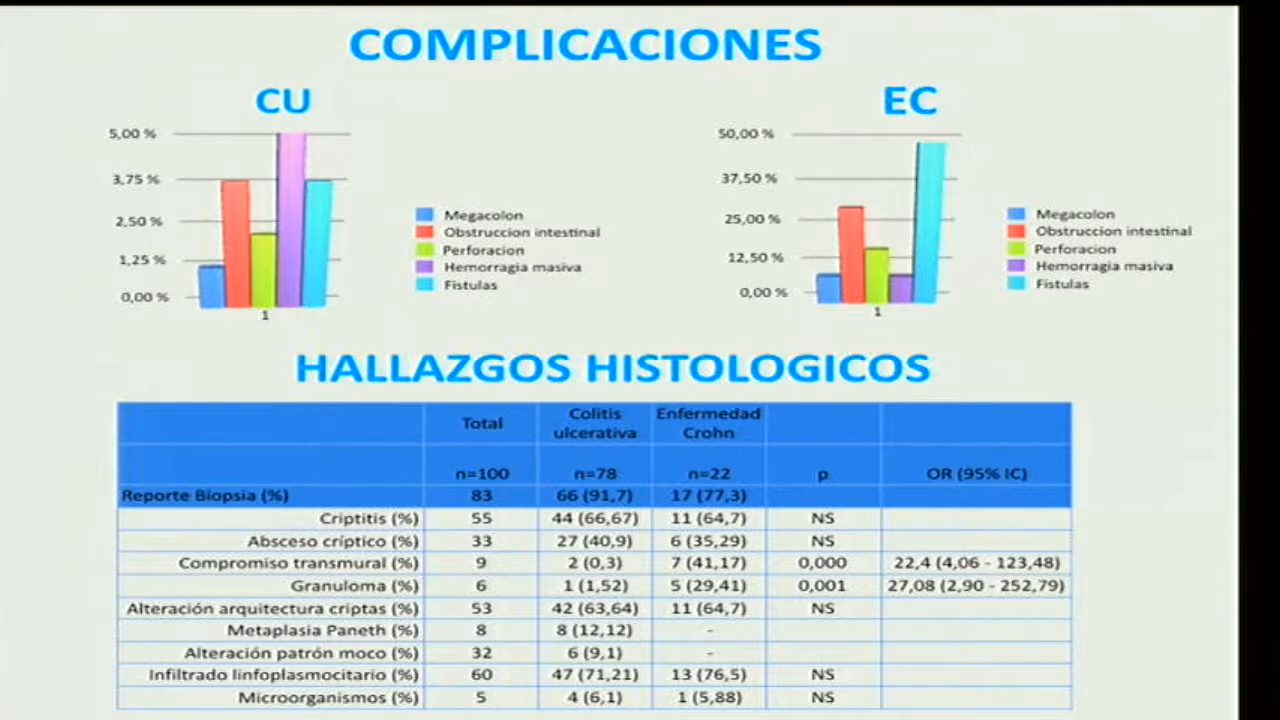 COMPLICACIONES
CU
5,00 %
3,75 %
2,50 %
1,25 %
0,00 %
1
Megacolon
Obstruccion intestinal
Perforacion
Hemorragia masiva
Fistulas
EC
50,00 %
37,50 %
25,00 %
12,50 %
0,00 %
1
Megacolon
Obstruccion intestinal
Perforacion
Hemorragia masiva
Fistulas
HALLAZGOS HISTOLOGICOS
Total Colitis ulcerativa Enfermedad Crohn
n=100 n=78 n=22 p OR (95% IC)
Reporte Biopsia (%) 83 66 (91,7) 17 (77,3)
Criptitis (%) 55 44 (66,67) 11 (64,7) NS
Absceso críptico (%) 33 27 (40,9) 6 (35,29) NS
Compromiso transmural (%) 9 2 (0,3) 7 (41,17) 0,000 22,4 (4,06 - 123,48)
Granuloma (%) 6 1 (1,52) 5 (29,41) 0,001 27,08 (2,90 - 252,79)
Alteración arquitectura criptas (%) 53 42 (63,64) 11 (64,7) NS
Metaplasia Paneth (%) 8 8 (12,12) -
Alteración patrón moco (%) 32 6 (9,1) -
Infiltrado linfoplasmocitario (%) 60 47 (71,21) 13 (76,5) NS
Microorganismos (%) 5 4 (6,1) 1 (5,88) NS